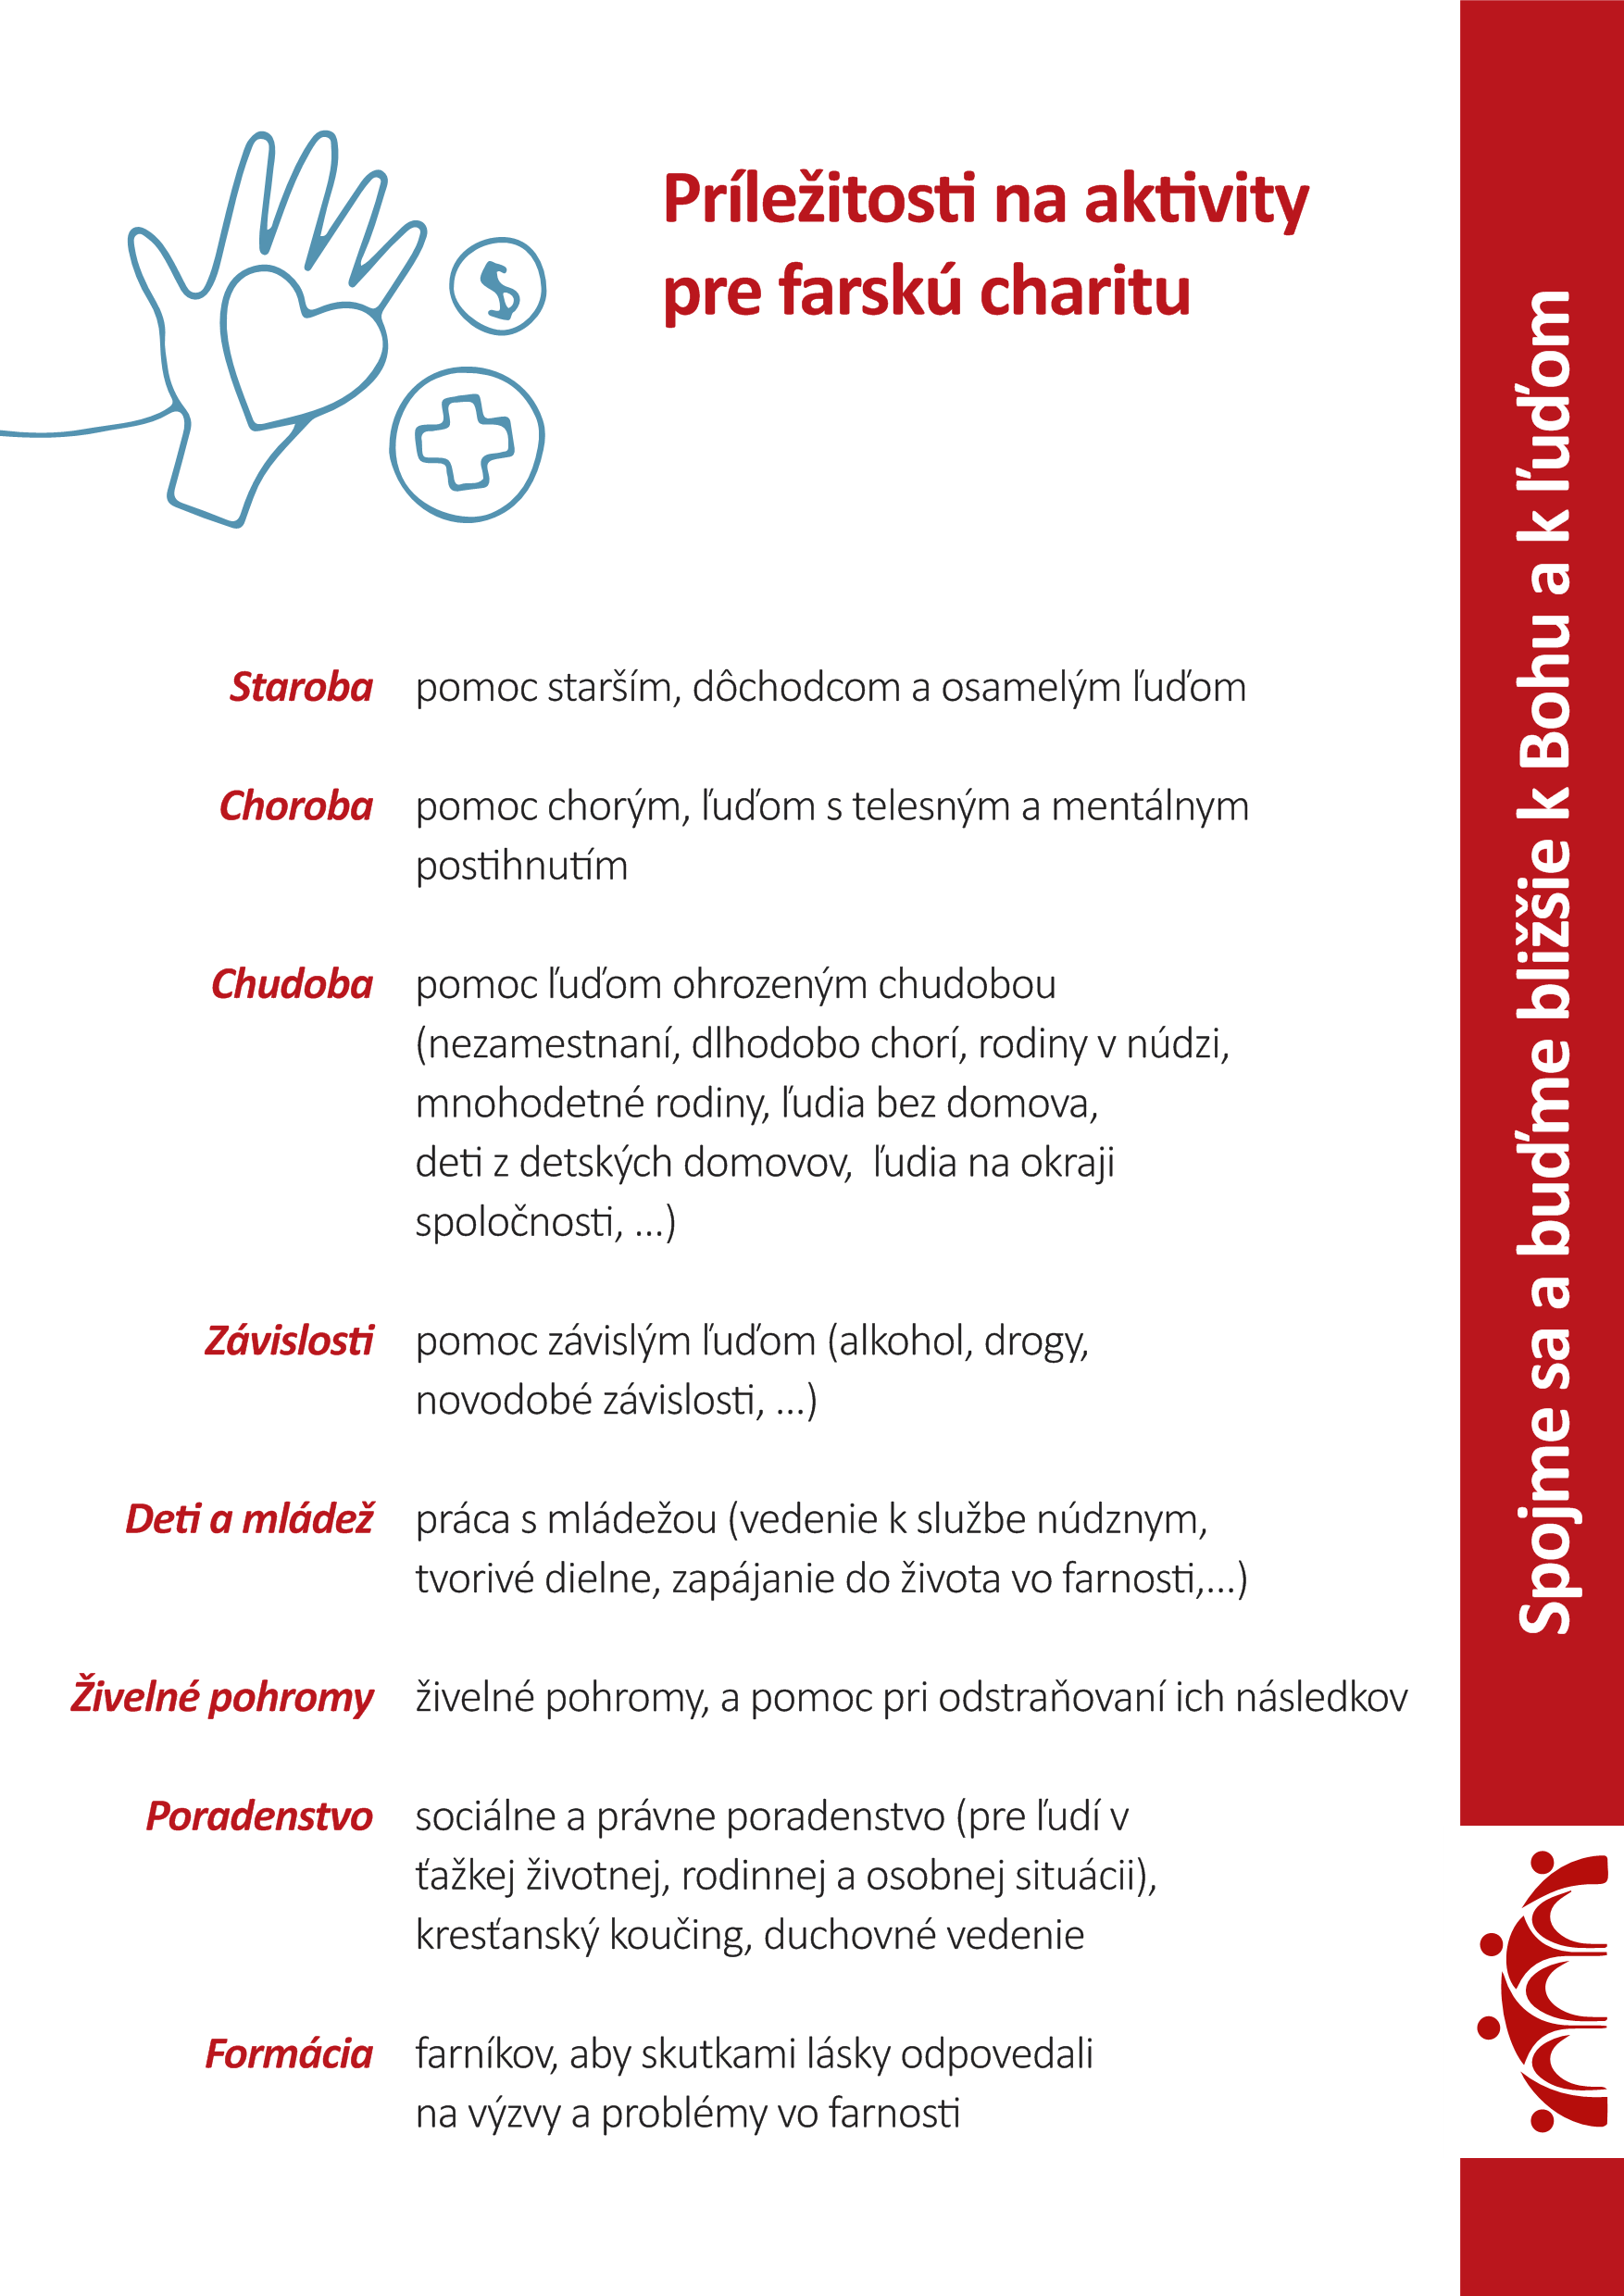 Príležitosti na aktivity
pre farskú charitu
Staroba pomoc starším, dôchodcom a osamelým ľuďom
Choroba pomoc chorým, ľuďom s telesným a mentálnym
postihnutím
Chudoba pomoc ľuďom ohrozeným chudobou
(nezamestnaní, dlhodobo chorí, rodiny v núdzi,
mnohodetné rodiny, ľudia bez domova,
deti z detských domovov, ľudia na okraji
spoločnosti, ...)
Závislosti pomoc závislým ľuďom (alkohol, drogy,
novodobé závislosti, ...)
Deti a mládež práca s mládežou (vedenie k službe núdznym,
tvorivé dielne, zapájanie do života vo farnosti,...)
Živelné pohromy živelné pohromy, a pomoc pri odstraňovaní ich následkov
Poradenstvo sociálne a právne poradenstvo (pre ľudí v
ťažkej životnej, rodinnej a osobnej situácii),
kresťanský koučing, duchovné vedenie
Formácia farníkov, aby skutkami lásky odpovedali
na výzvy a problémy vo farnosti
Spojme sa a buďme bližšie k Bohu a k ľuďom